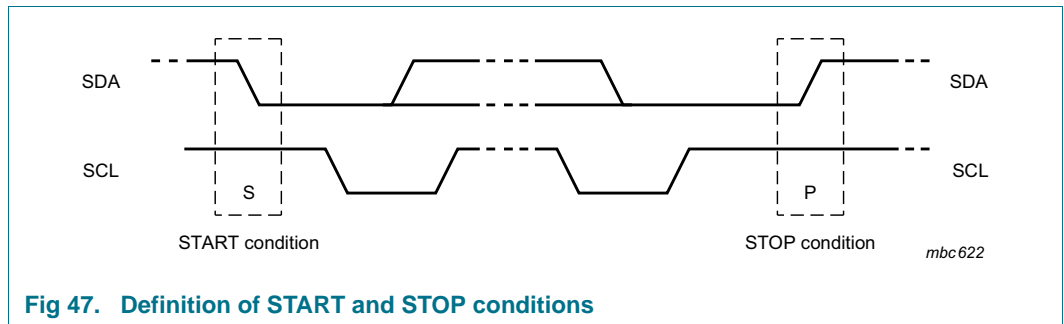 SDA
SDA
SCL
SCL
S
P
START condition
STOP condition
mbc622
Fig 47. Definition of START and STOP conditions